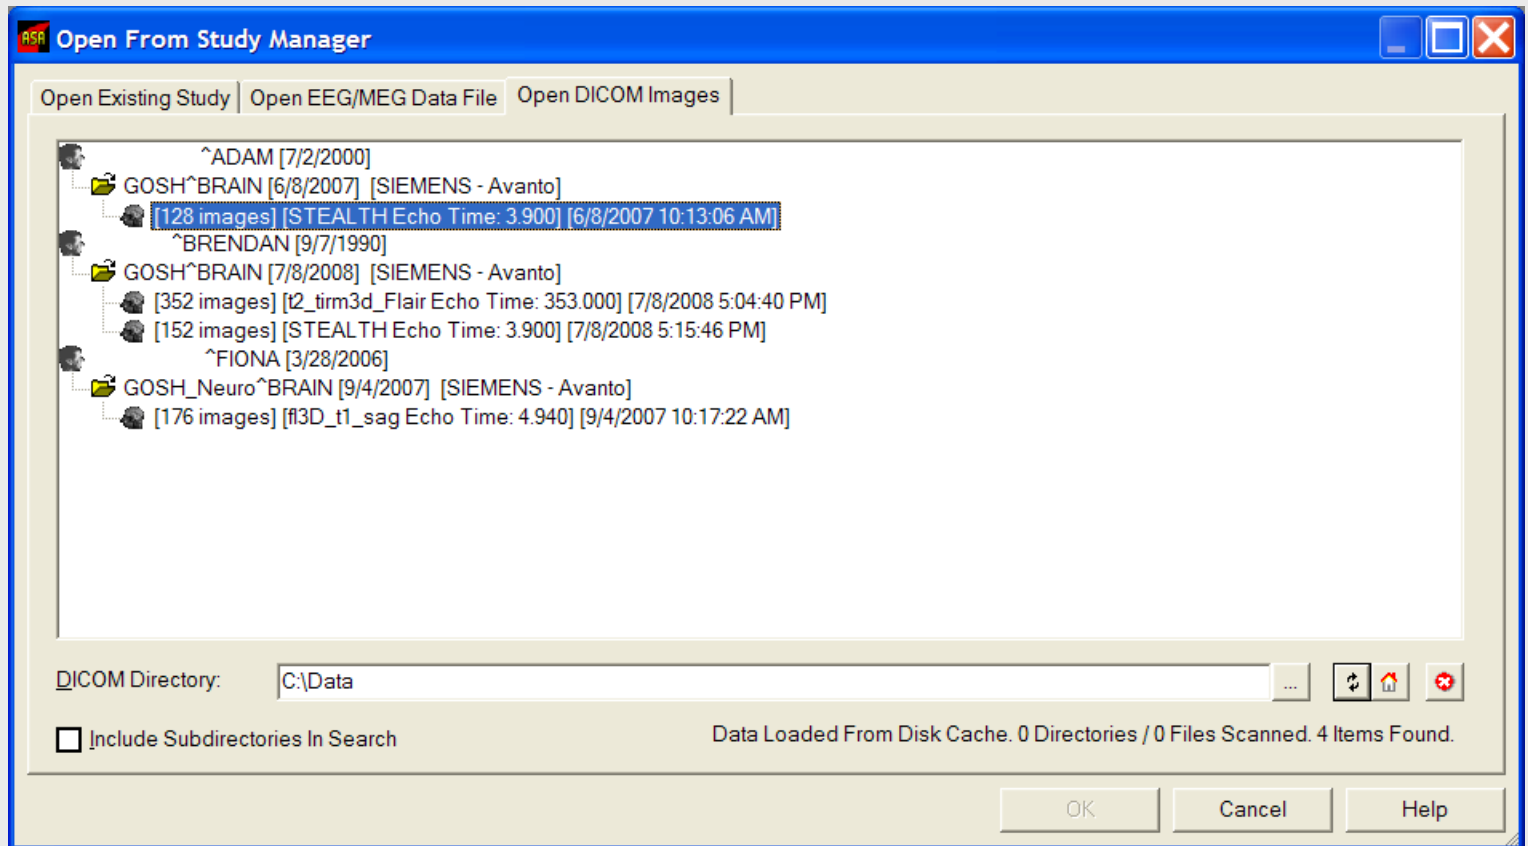 ASA Open From Study Manager
Open Existing Study Open EEG/MEG Data File Open DICOM Images
^ADAM [7/2/2000]
GOSH^BRAIN [6/8/2007] [SIEMENS - Avanto]
[128 images] [STEALTH Echo Time: 3.900] [6/8/2007 10:13:06 AM]
^BRENDAN [9/7/1990]
GOSH^BRAIN [7/8/2008] [SIEMENS - Avanto]
[352 images] [t2_tirm3d_Flair Echo Time: 353.000] [7/8/2008 5:04:40 PM]
[152 images] [STEALTH Echo Time: 3.900] [7/8/2008 5:15:46 PM]
^FIONA [3/28/2006]
GOSH_Neuro^BRAIN [9/4/2007] [SIEMENS - Avanto]
[176 images] [fl3D_t1_sag Echo Time: 4.940] [9/4/2007 10:17:22 AM]
DICOM Directory: C:\Data ...
Include Subdirectories In Search Data Loaded From Disk Cache. 0 Directories / 0 Files Scanned. 4 Items Found.
OK Cancel Help